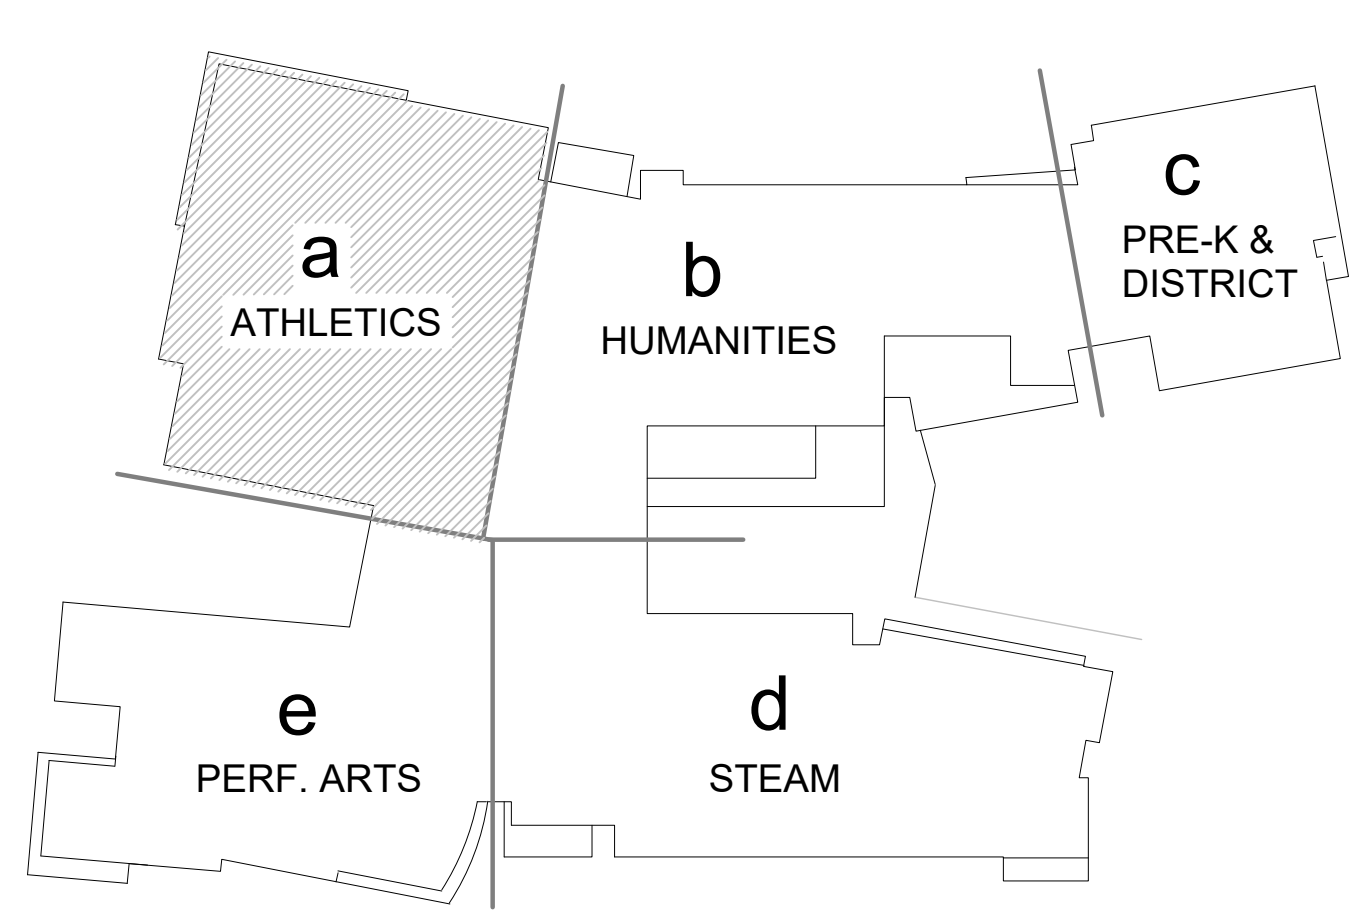 a
ATHLETICS
b
HUMANITIES
c
PRE-K &
DISTRICT
e
PERF. ARTS
d
STEAM